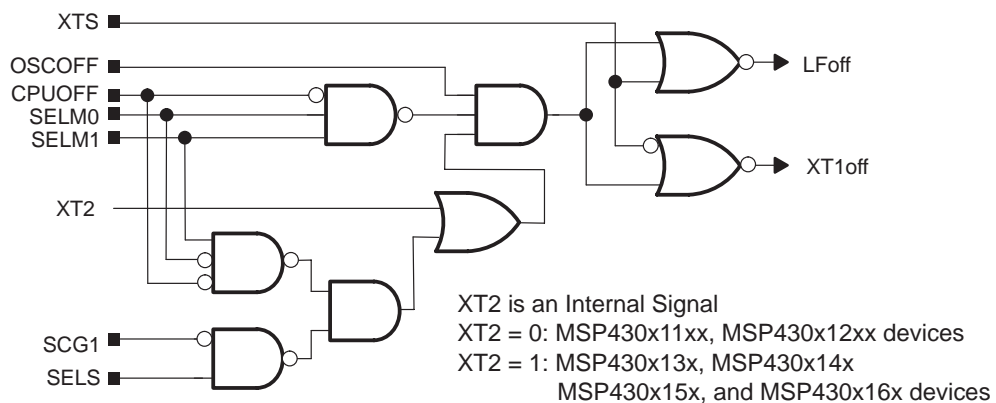 XTS
OSCOFF
CPUOFF
SELM0
SELM1
XT2
SCG1
SELS
LFoff
XT1off
XT2 is an Internal Signal
XT2 = 0: MSP430x11xx, MSP430x12xx devices
XT2 = 1: MSP430x13x, MSP430x14x
MSP430x15x, and MSP430x16x devices